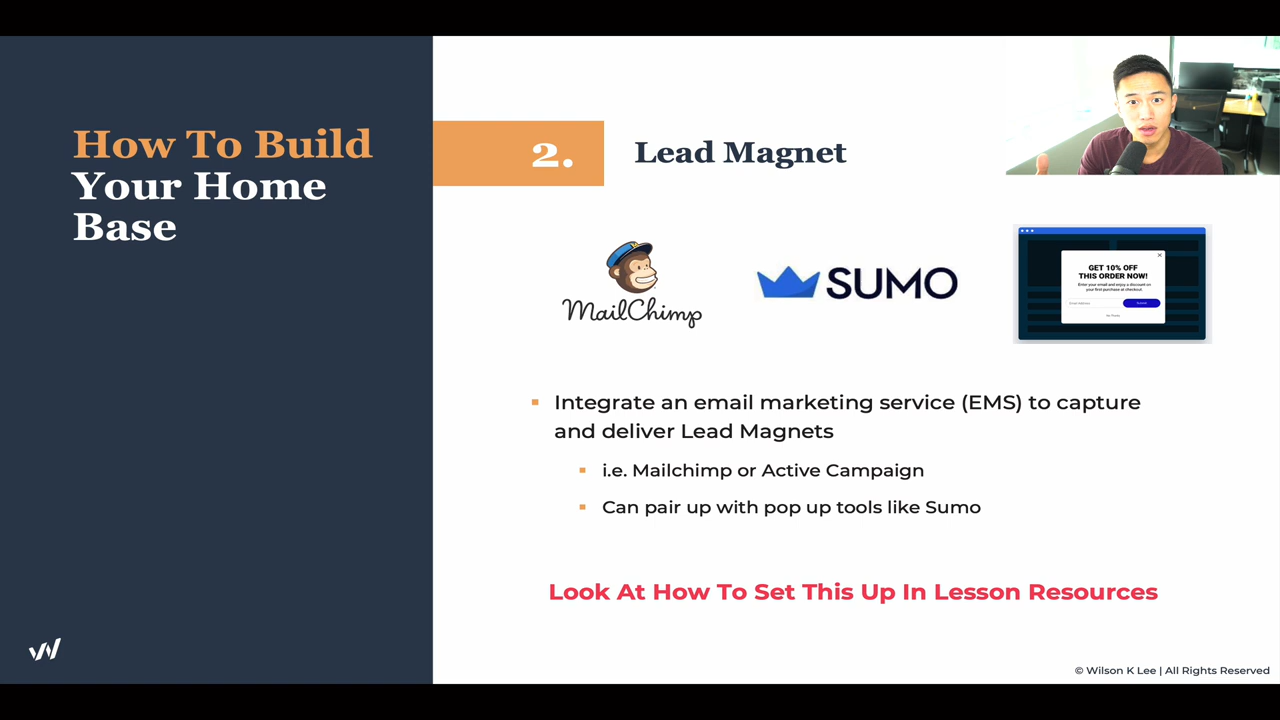 How To Build
Your Home
Base
2.
Lead Magnet
MailChimp
SUMO
GET 10% OFF
THIS ORDER NOW!
Enter your email and enjoy a discount on
your first purchase at checkout.
Email Address
Submit
No Thanks
Integrate an email marketing service (EMS) to capture
and deliver Lead Magnets
i.e. Mailchimp or Active Campaign
Can pair up with pop up tools like Sumo
Look At How To Set This Up In Lesson Resources
© Wilson K Lee | All Rights Reserved